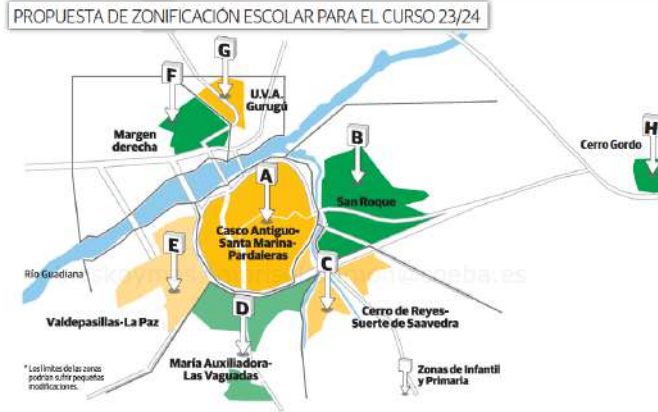 PROPUESTA DE ZONIFICACIÓN ESCOLAR PARA EL CURSO 23/24
G
F
U.V.A.
Gurugú
Margen
derecha
B
H
Cerro Gordo
A
San Roque
Casco Antiguo-
Santa Marina-
Pardaleras
E
C
Río Guadiana
D
Valdepasillas-La Paz
Cerro de Reyes-
Suerte de Saavedra
María Auxiliadora-
Las Vaguadas
* Los límites de las zonas
podrían sufrir pequeñas
modificaciones.
Zonas de Infantil
y Primaria